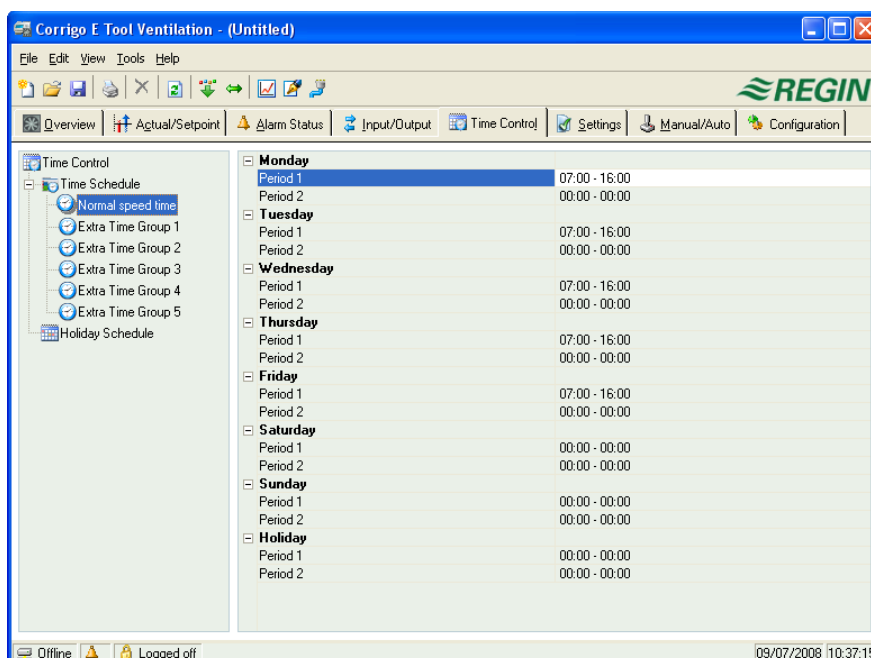 Corrigo E Tool Ventilation - (Untitled)
File Edit View Tools Help
REGIN
Overview Actual/Setpoint Alarm Status Input/Output Time Control Settings Manual/Auto Configuration
Time Control
Time Schedule
Normal speed time
Extra Time Group 1
Extra Time Group 2
Extra Time Group 3
Extra Time Group 4
Extra Time Group 5
Holiday Schedule
Monday
Period 1 07:00 - 16:00
Period 2 00:00 - 00:00
Tuesday
Period 1 07:00 - 16:00
Period 2 00:00 - 00:00
Wednesday
Period 1 07:00 - 16:00
Period 2 00:00 - 00:00
Thursday
Period 1 07:00 - 16:00
Period 2 00:00 - 00:00
Friday
Period 1 07:00 - 16:00
Period 2 00:00 - 00:00
Saturday
Period 1 00:00 - 00:00
Period 2 00:00 - 00:00
Sunday
Period 1 00:00 - 00:00
Period 2 00:00 - 00:00
Holiday
Period 1 00:00 - 00:00
Period 2 00:00 - 00:00
Offline Logged off 09/07/2008 10:37:15